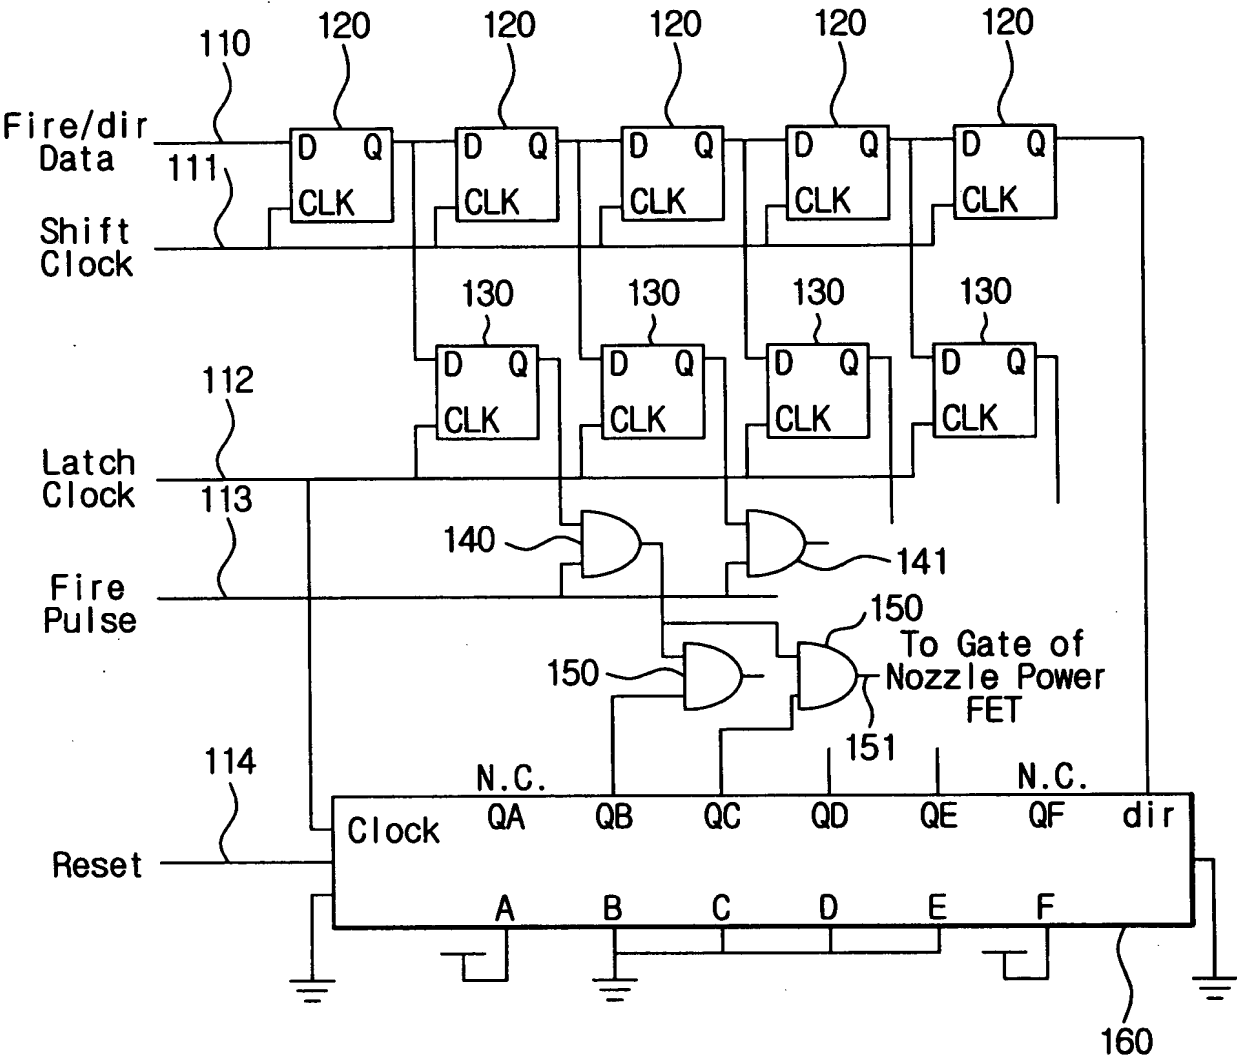 120 120 120 120 120
110
Fire/dir
Data
D Q D Q D Q D Q D Q
111
CLK CLK CLK CLK CLK
Shift
Clock
130 130 130 130
D Q D Q D Q D Q
112
CLK CLK CLK CLK
Latch
Clock
113
140
141
Fire
Pulse
150
To Gate of
150
Nozzle Power
FET
151
114
N.C. N.C.
Clock QA QB QC QD QE QF dir
Reset
A B C D E F
160